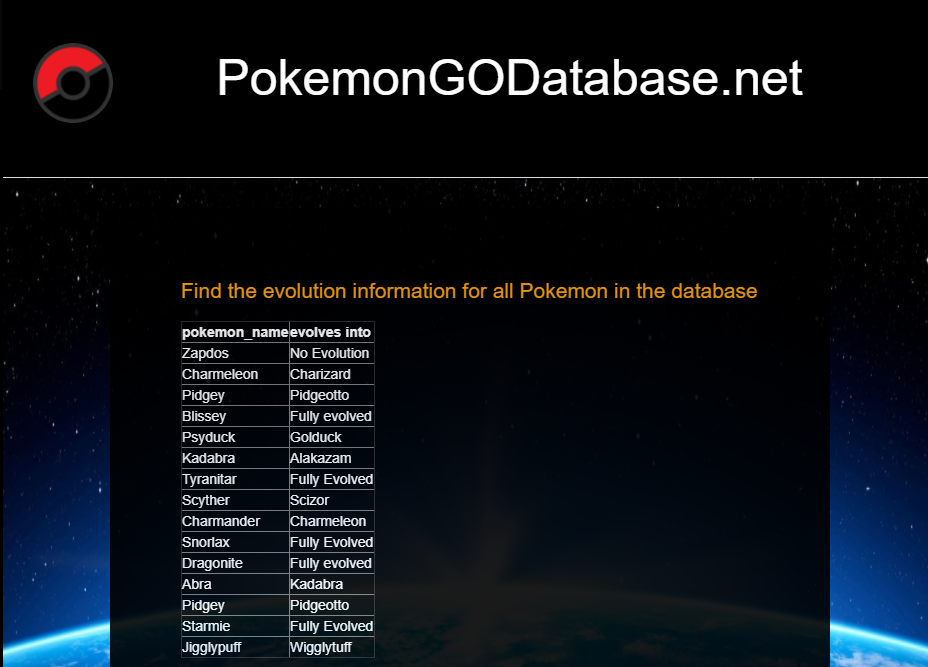 PokemonGODatabase.net
Find the evolution information for all Pokemon in the database
pokemon_name evolves into
Zapdos No Evolution
Charmeleon Charizard
Pidgey Pidgeotto
Blissey Fully evolved
Psyduck Golduck
Kadabra Alakazam
Tyranitar Fully Evolved
Scyther Scizor
Charmander Charmeleon
Snorlax Fully Evolved
Dragonite Fully evolved
Abra Kadabra
Pidgey Pidgeotto
Starmie Fully Evolved
Jigglypuff Wigglytuff